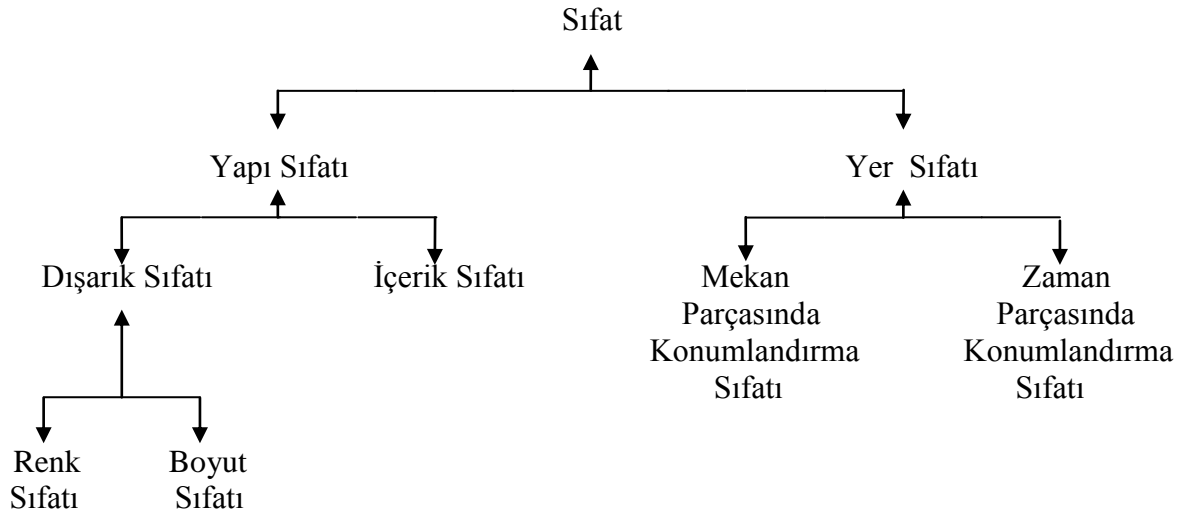 Sıfat
Yapı Sıfatı
Yer Sıfatı
Dışarık Sıfatı
İçerik Sıfatı
Mekan
Parçasında
Konumlandırma
Sıfatı
Zaman
Parçasında
Konumlandırma
Sıfatı
Renk
Sıfatı
Boyut
Sıfatı